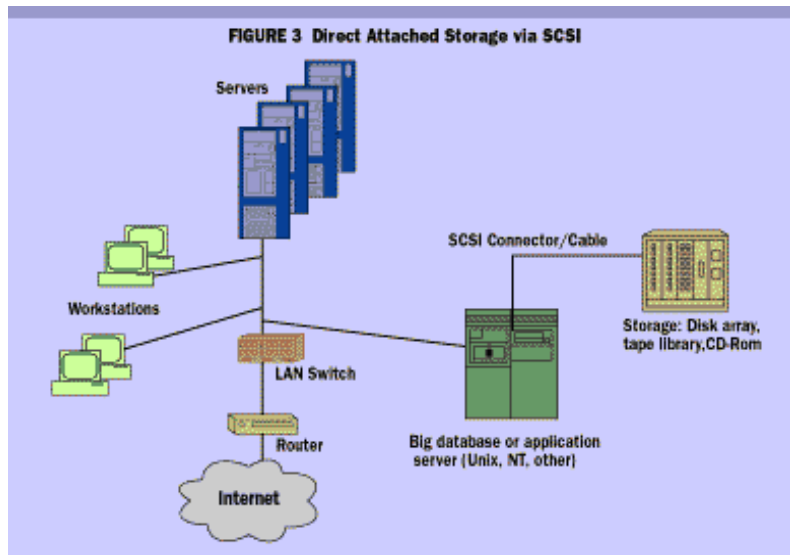 FIGURE 3 Direct Attached Storage via SCSI
Servers
SCSI Connector/Cable
Workstations
Storage: Disk array,
tape library,CD-Rom
LAN Switch
Router
Big database or application
server (Unix, NT, other)
Internet